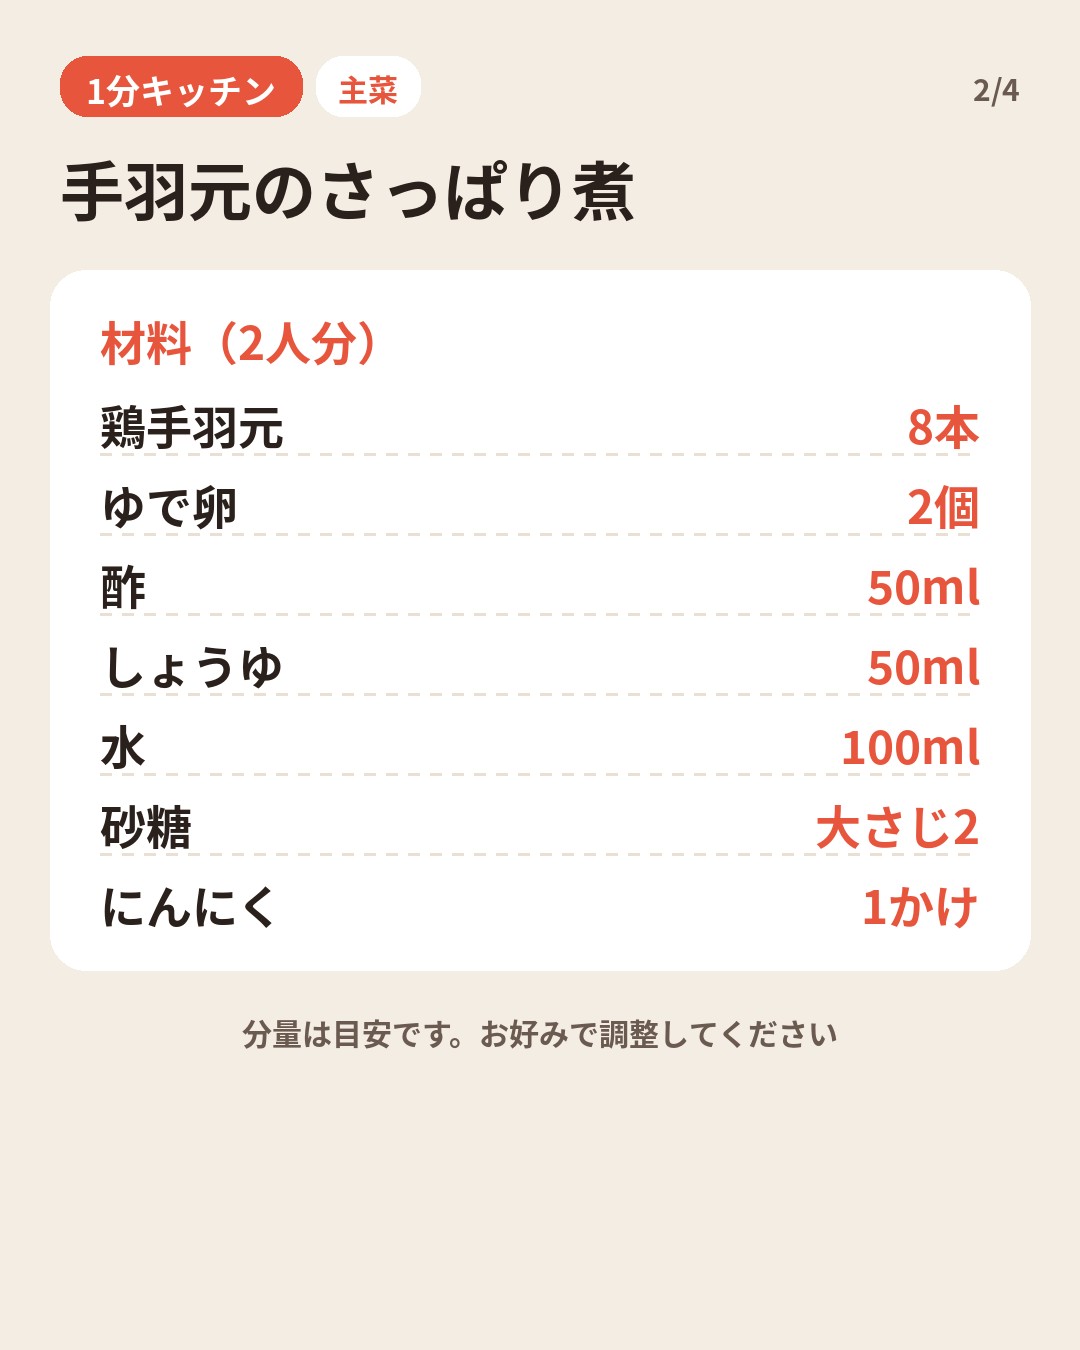 1分キッチン 主菜 2/4
手羽元のさっぱり煮
材料（2人分）
鶏手羽元 8本
ゆで卵 2個
酢 50ml
しょうゆ 50ml
水 100ml
砂糖 大さじ2
にんにく 1かけ
分量は目安です。お好みで調整してください